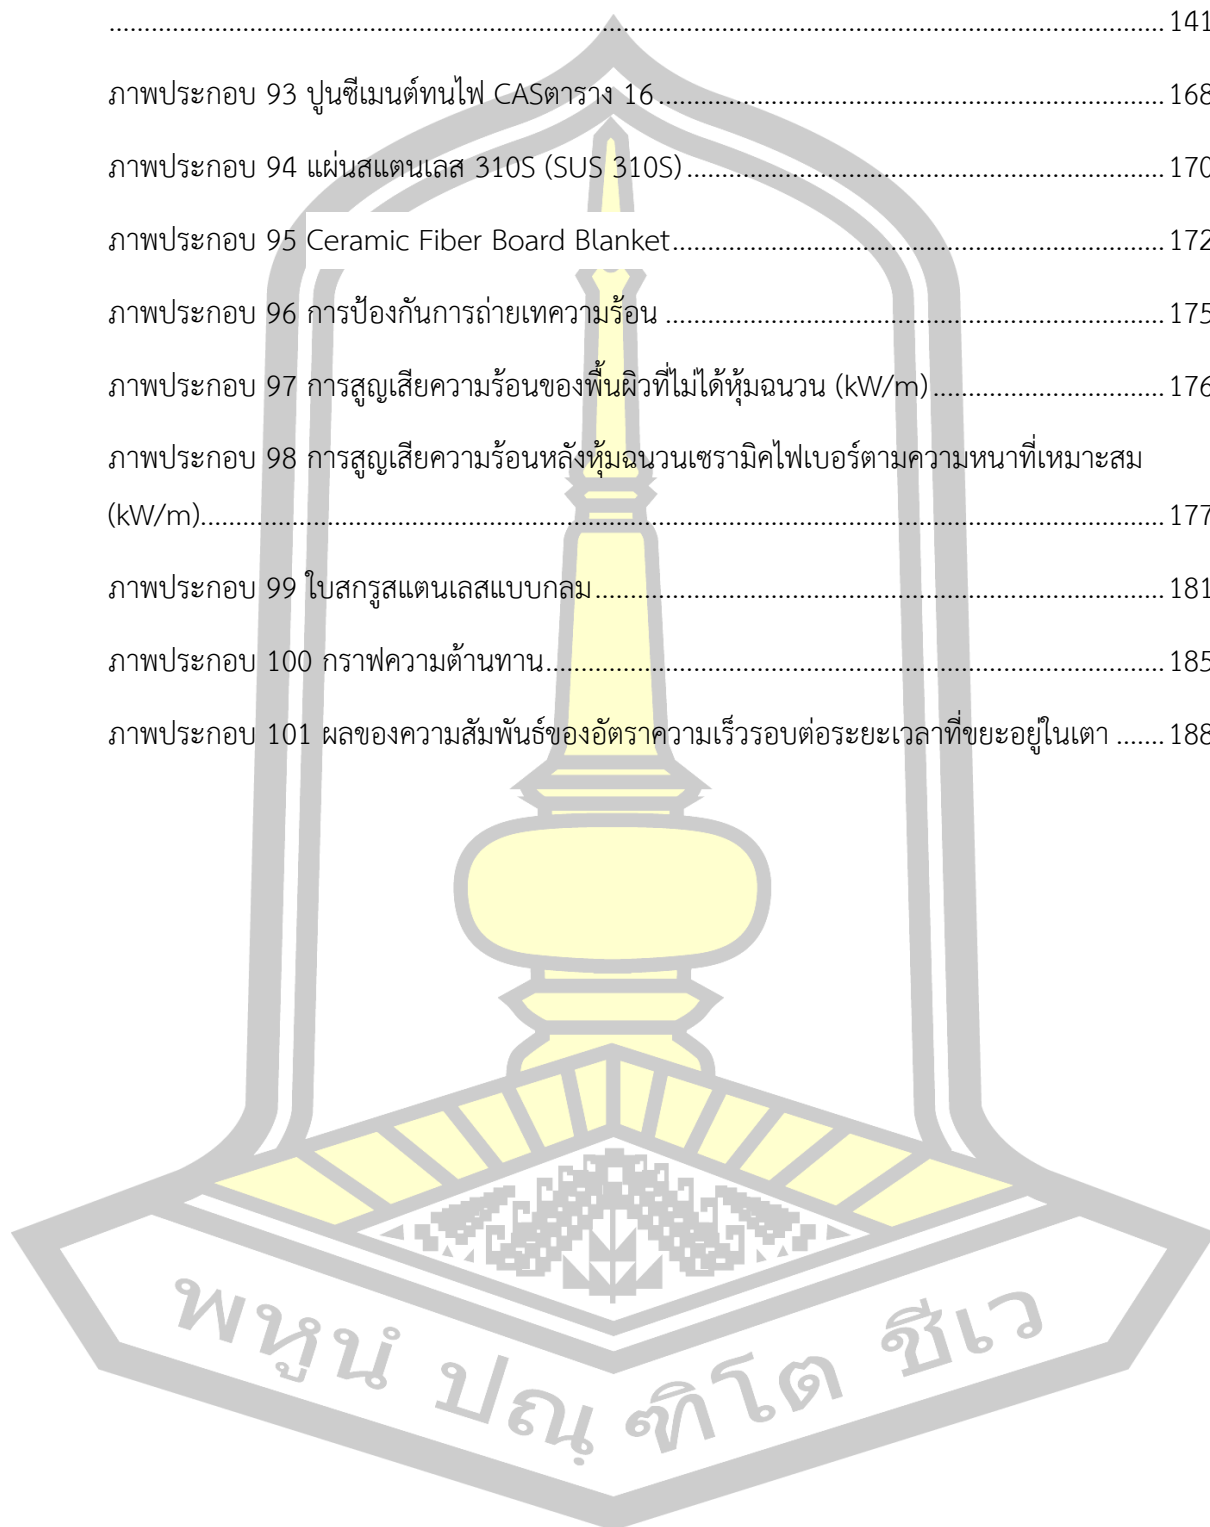 ........................................................................................................................................................ 141
ภาพประกอบ 93 ปูนซีเมนต์ทนไฟ CASตาราง 16 ........................................................................ 168
ภาพประกอบ 94 แผ่นสแตนเลส 310S (SUS 310S) .................................................................... 170
ภาพประกอบ 95 Ceramic Fiber Board Blanket...................................................................... 172
ภาพประกอบ 96 การป้องกันการถ่ายเทความร้อน ....................................................................... 175
ภาพประกอบ 97 การสูญเสียความร้อนของพื้นผิวที่ไม่ได้หุ้มฉนวน (kW/m) ................................. 176
ภาพประกอบ 98 การสูญเสียความร้อนหลังหุ้มฉนวนเซรามิคไฟเบอร์ตามความหนาที่เหมาะสม
(kW/m)......................................................................................................................................... 177
ภาพประกอบ 99 ใบสกรูสแตนเลสแบบกลม ................................................................................. 181
ภาพประกอบ 100 กราฟความต้านทาน........................................................................................ 185
ภาพประกอบ 101 ผลของความสัมพันธ์ของอัตราความเร็วรอบต่อระยะเวลาที่ขยะอยู่ในเตา ....... 188
พหูนํ ปณฺฑิโต ชีเว